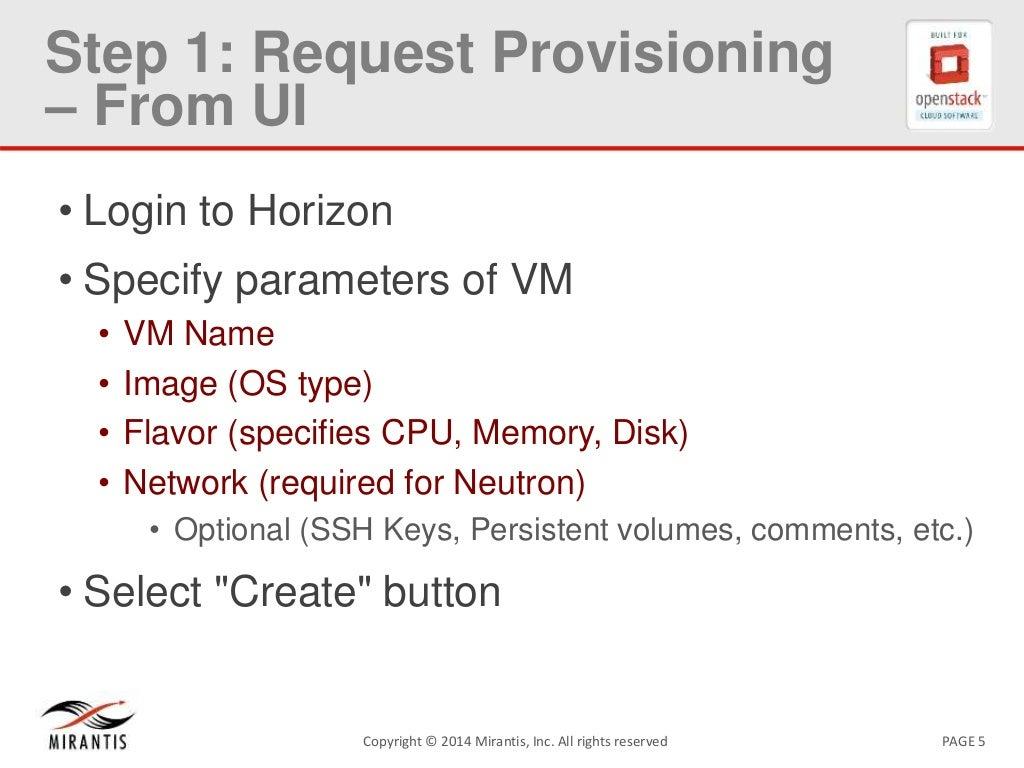 Step 1: Request Provisioning
– From UI
BUILT FOR
openstack™
CLOUD SOFTWARE
• Login to Horizon
• Specify parameters of VM
• VM Name
• Image (OS type)
• Flavor (specifies CPU, Memory, Disk)
• Network (required for Neutron)
• Optional (SSH Keys, Persistent volumes, comments, etc.)
• Select "Create" button
MIRANTIS
Copyright © 2014 Mirantis, Inc. All rights reserved
PAGE 5